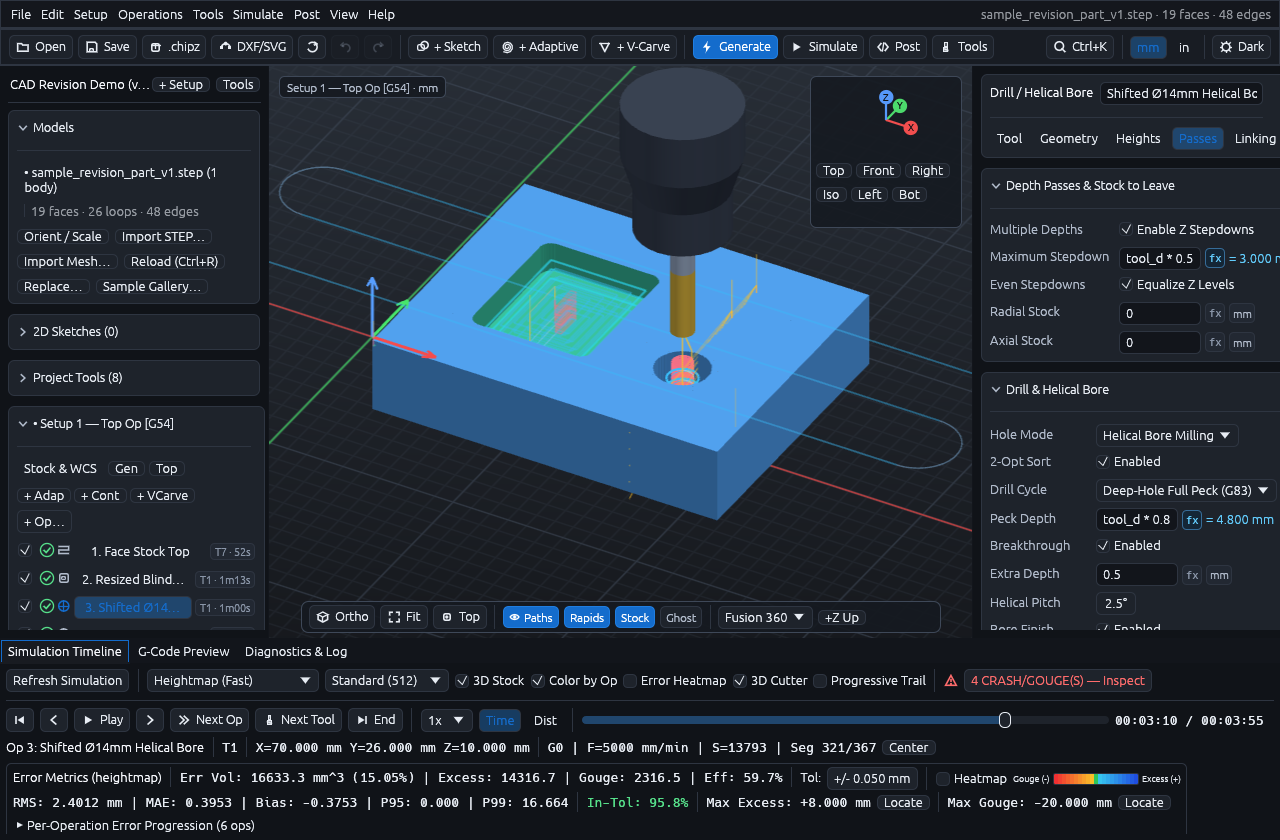 File Edit Setup Operations Tools Simulate Post View Help
sample_revision_part_v1.step · 19 faces · 48 edges
Open Save .chipz DXF/SVG + Sketch + Adaptive + V-Carve Generate Simulate Post Tools Ctrl+K mm in Dark
CAD Revision Demo (v... + Setup Tools
Models
• sample_revision_part_v1.step (1 body)
19 faces · 26 loops · 48 edges
Orient / Scale Import STEP...
Import Mesh... Reload (Ctrl+R)
Replace... Sample Gallery...
2D Sketches (0)
Project Tools (8)
• Setup 1 — Top Op [G54]
Stock & WCS Gen Top
+ Adap + Cont + VCarve
+ Op...
1. Face Stock Top T7 · 52s
2. Resized Blind... T1 · 1m13s
3. Shifted Ø14... T1 · 1m00s
Setup 1 — Top Op [G54] · mm
Z
Y
X
Top Front Right
Iso Left Bot
Ortho Fit Top Paths Rapids Stock Ghost Fusion 360 +Z Up
Drill / Helical Bore Shifted Ø14mm Helical Bc
Tool Geometry Heights Passes Linking
Depth Passes & Stock to Leave
Multiple Depths Enable Z Stepdowns
Maximum Stepdown tool_d * 0.5 fx = 3.000 m
Even Stepdowns Equalize Z Levels
Radial Stock 0 fx mm
Axial Stock 0 fx mm
Drill & Helical Bore
Hole Mode Helical Bore Milling
2-Opt Sort Enabled
Drill Cycle Deep-Hole Full Peck (G83)
Peck Depth tool_d * 0.8 fx = 4.800 mm
Breakthrough Enabled
Extra Depth 0.5 fx mm
Helical Pitch 2.5°
Bore Finish Enabled
Simulation Timeline G-Code Preview Diagnostics & Log
Refresh Simulation Heightmap (Fast) Standard (512) 3D Stock Color by Op Error Heatmap 3D Cutter Progressive Trail 4 CRASH/GOUGE(S) — Inspect
Play Next Op Next Tool End 1x Time Dist 00:03:10 / 00:03:55
Op 3: Shifted Ø14mm Helical Bore T1 X=70.000 mm Y=26.000 mm Z=10.000 mm G0 | F=5000 mm/min | S=13793 | Seg 321/367 Center
Error Metrics (heightmap) Err Vol: 16633.3 mm^3 (15.05%) | Excess: 14316.7 | Gouge: 2316.5 | Eff: 59.7% Tol: +/- 0.050 mm Heatmap Gouge (-) Excess (+)
RMS: 2.4012 mm | MAE: 0.3953 | Bias: -0.3753 | P95: 0.000 | P99: 16.664 In-Tol: 95.8% Max Excess: +8.000 mm Locate Max Gouge: -20.000 mm Locate
Per-Operation Error Progression (6 ops)